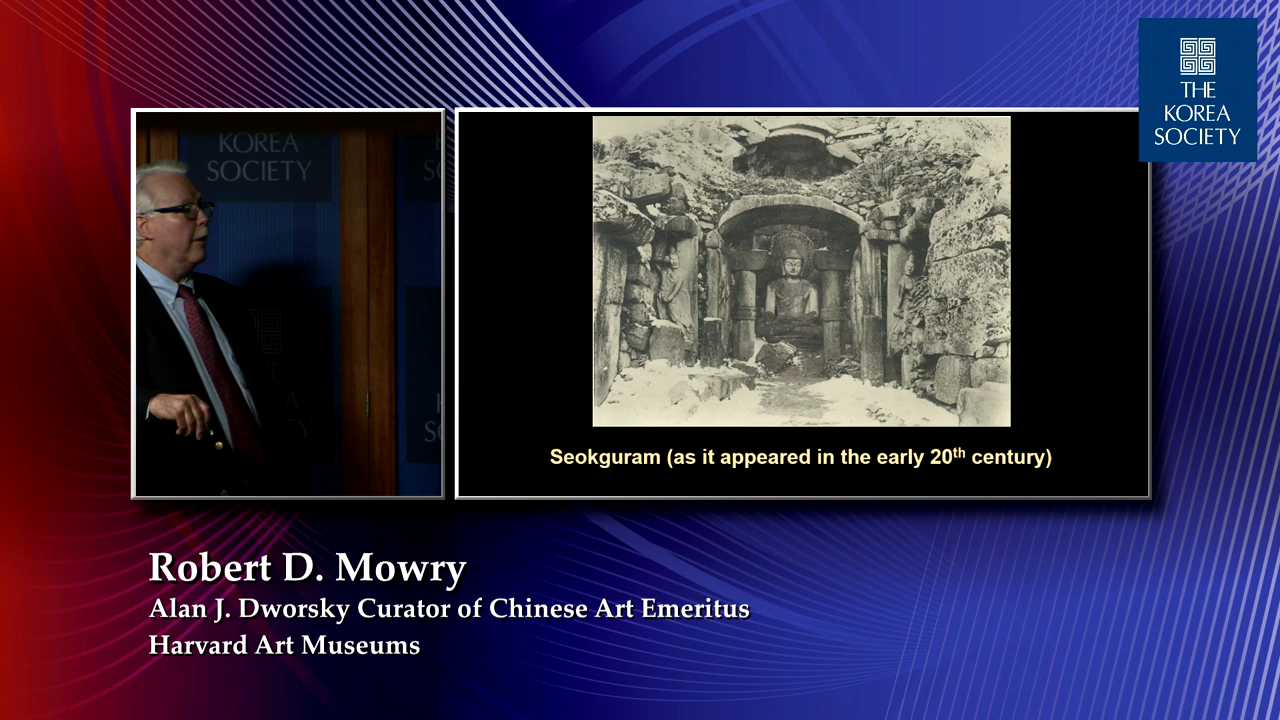 THE
KOREA
SOCIETY
KOREA
SOCIETY
Seokguram (as it appeared in the early 20th century)
Robert D. Mowry
Alan J. Dworsky Curator of Chinese Art Emeritus
Harvard Art Museums